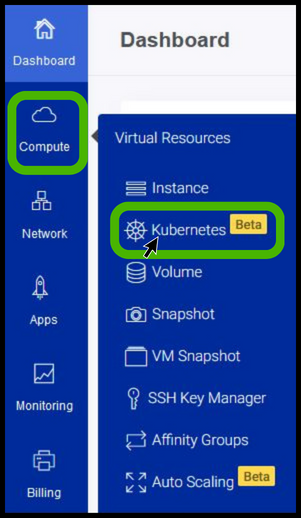 Dashboard
Dashboard
Compute
Network
Apps
Monitoring
Billing
Virtual Resources
Instance
Kubernetes Beta
Volume
Snapshot
VM Snapshot
SSH Key Manager
Affinity Groups
Auto Scaling Beta